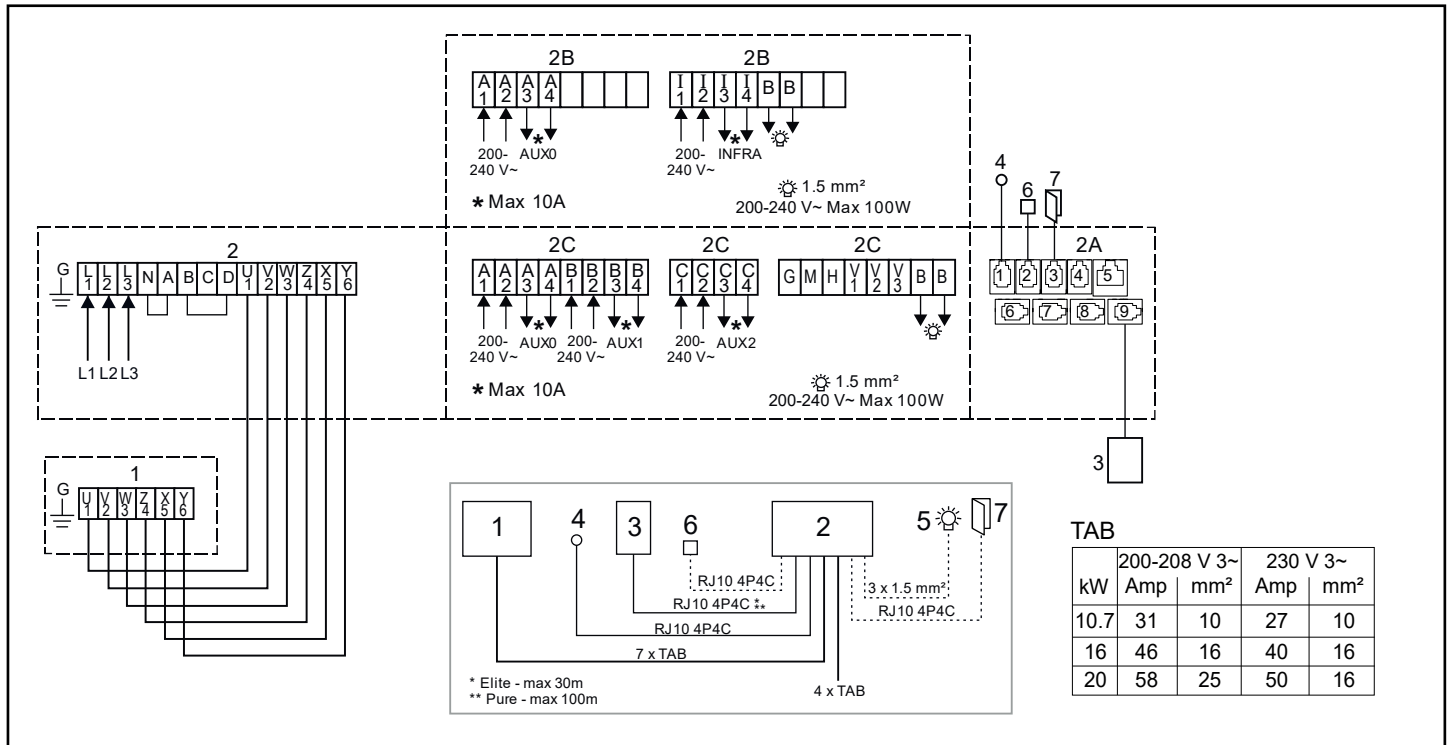 2B 2B
A1 A2 A3 A4
I1 I2 I3 I4 B B
200-240 V~ * AUX0
200-240 V~ * INFRA
* Max 10A
1.5 mm²
200-240 V~ Max 100W
4 6 7
2 2C 2C 2C 2A
G L1 L2 L3 N A B C D U1 V2 W3 Z4 X5 Y6
A1 A2 A3 A4 B1 B2 B3 B4
C1 C2 C3 C4
G M H V1 V2 V3 B B
1 2 3 4 5
6 7 8 9
L1 L2 L3
200-240 V~ * AUX0 200-240 V~ * AUX1
200-240 V~ * AUX2
* Max 10A
1.5 mm²
200-240 V~ Max 100W
3
1
G U1 V2 W3 Z4 X5 Y6
1 4 3 6 2 5 7
RJ10 4P4C
3 x 1.5 mm²
RJ10 4P4C * **
RJ10 4P4C
RJ10 4P4C
7 x TAB
4 x TAB
* Elite - max 30m
** Pure - max 100m
TAB
200-208 V 3~ 230 V 3~
kW Amp mm² Amp mm²
10.7 31 10 27 10
16 46 16 40 16
20 58 25 50 16